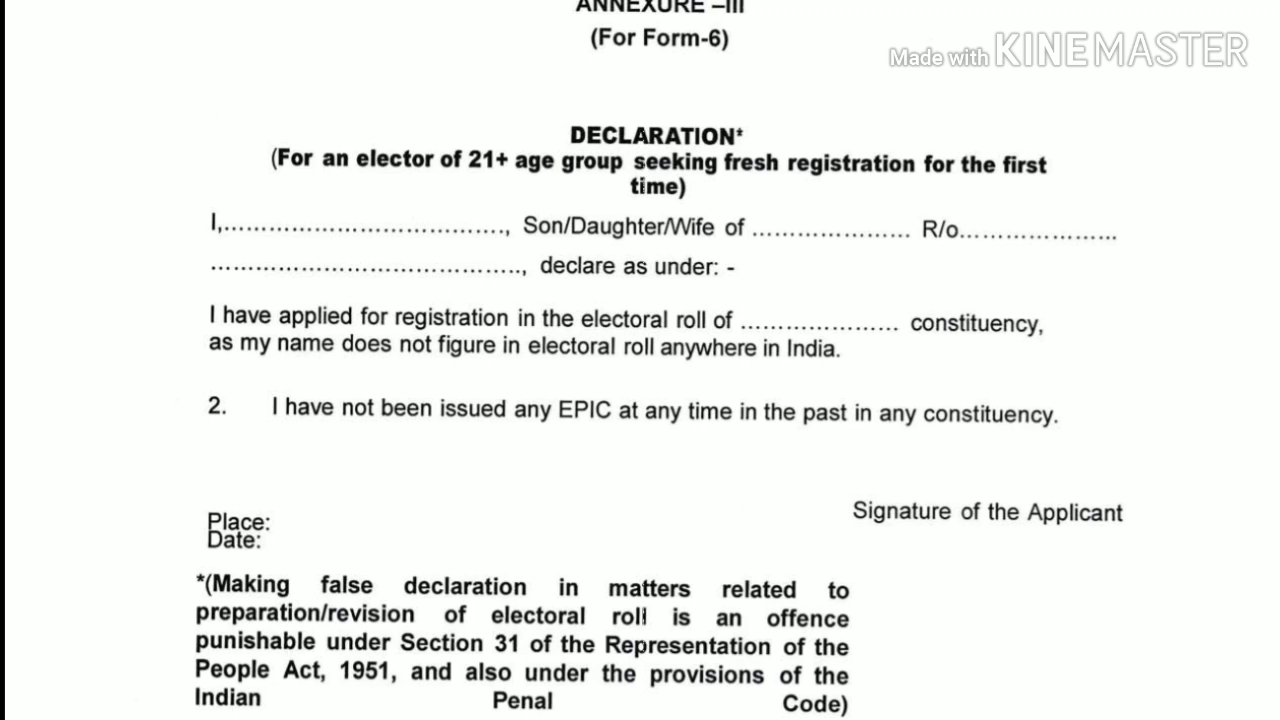 ANNEXURE –III
(For Form-6)
Made with KINEMASTER
DECLARATION*
(For an elector of 21+ age group seeking fresh registration for the first
time)
I,....................................., Son/Daughter/Wife of ..................... R/o.....................
........................................., declare as under: -
I have applied for registration in the electoral roll of ..................... constituency,
as my name does not figure in electoral roll anywhere in India.
2. I have not been issued any EPIC at any time in the past in any constituency.
Signature of the Applicant
Place:
Date:
*(Making false declaration in matters related to
preparation/revision of electoral roll is an offence
punishable under Section 31 of the Representation of the
People Act, 1951, and also under the provisions of the
Indian Penal Code)